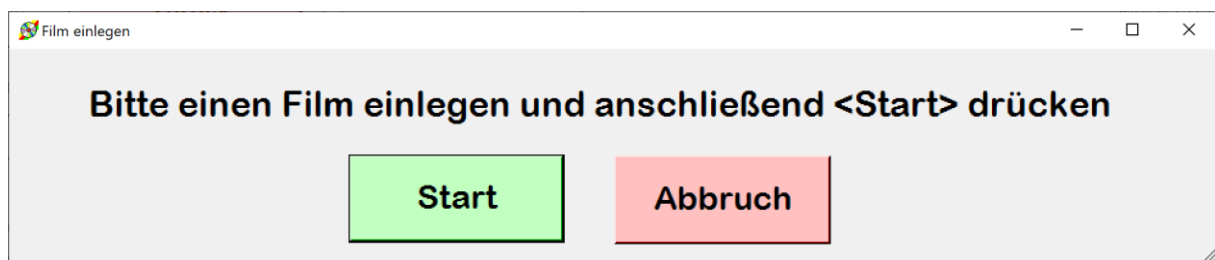 Film einlegen
Bitte einen Film einlegen und anschließend <Start> drücken
Start
Abbruch